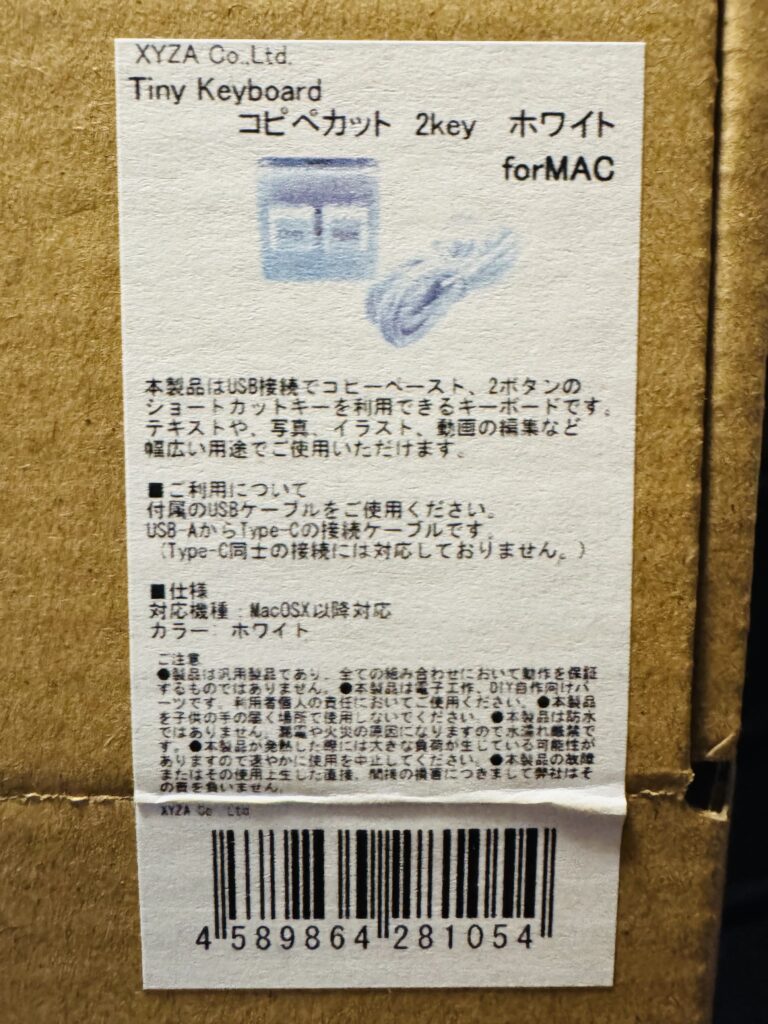 XYZA Co.,Ltd.
Tiny Keyboard
コピペカット 2key ホワイト
forMAC
本製品はUSB接続でコピーペースト、2ボタンの
ショートカットキーを利用できるキーボードです。
テキストや、写真、イラスト、動画の編集など
幅広い用途でご使用いただけます。
■ご利用について
付属のUSBケーブルをご使用ください。
USB-AからType-Cの接続ケーブルです。
(Type-C同士の接続には対応しておりません。)
■仕様
対応機種：MacOSX以降対応
カラー：ホワイト
ご注意
●製品は汎用製品であり、全ての組み合わせにおいて動作を保証
するものではありません。●本製品は電子工作、DIY自作向けパ
ーツです。利用者個人の責任においてご使用ください。●本製品
を子供の手の届く場所で使用しないでください。●本製品は防水
ではありません。漏電や火災の原因になりますので水濡れ厳禁で
す。●本製品が発熱した際には大きな負荷が生じている可能性が
ありますので速やかに使用を中止してください。●本製品の故障
またはその使用上生じた直接、間接の損害につきまして弊社はそ
の責を負いません。
XYZA Co.,Ltd.
4 589864 281054